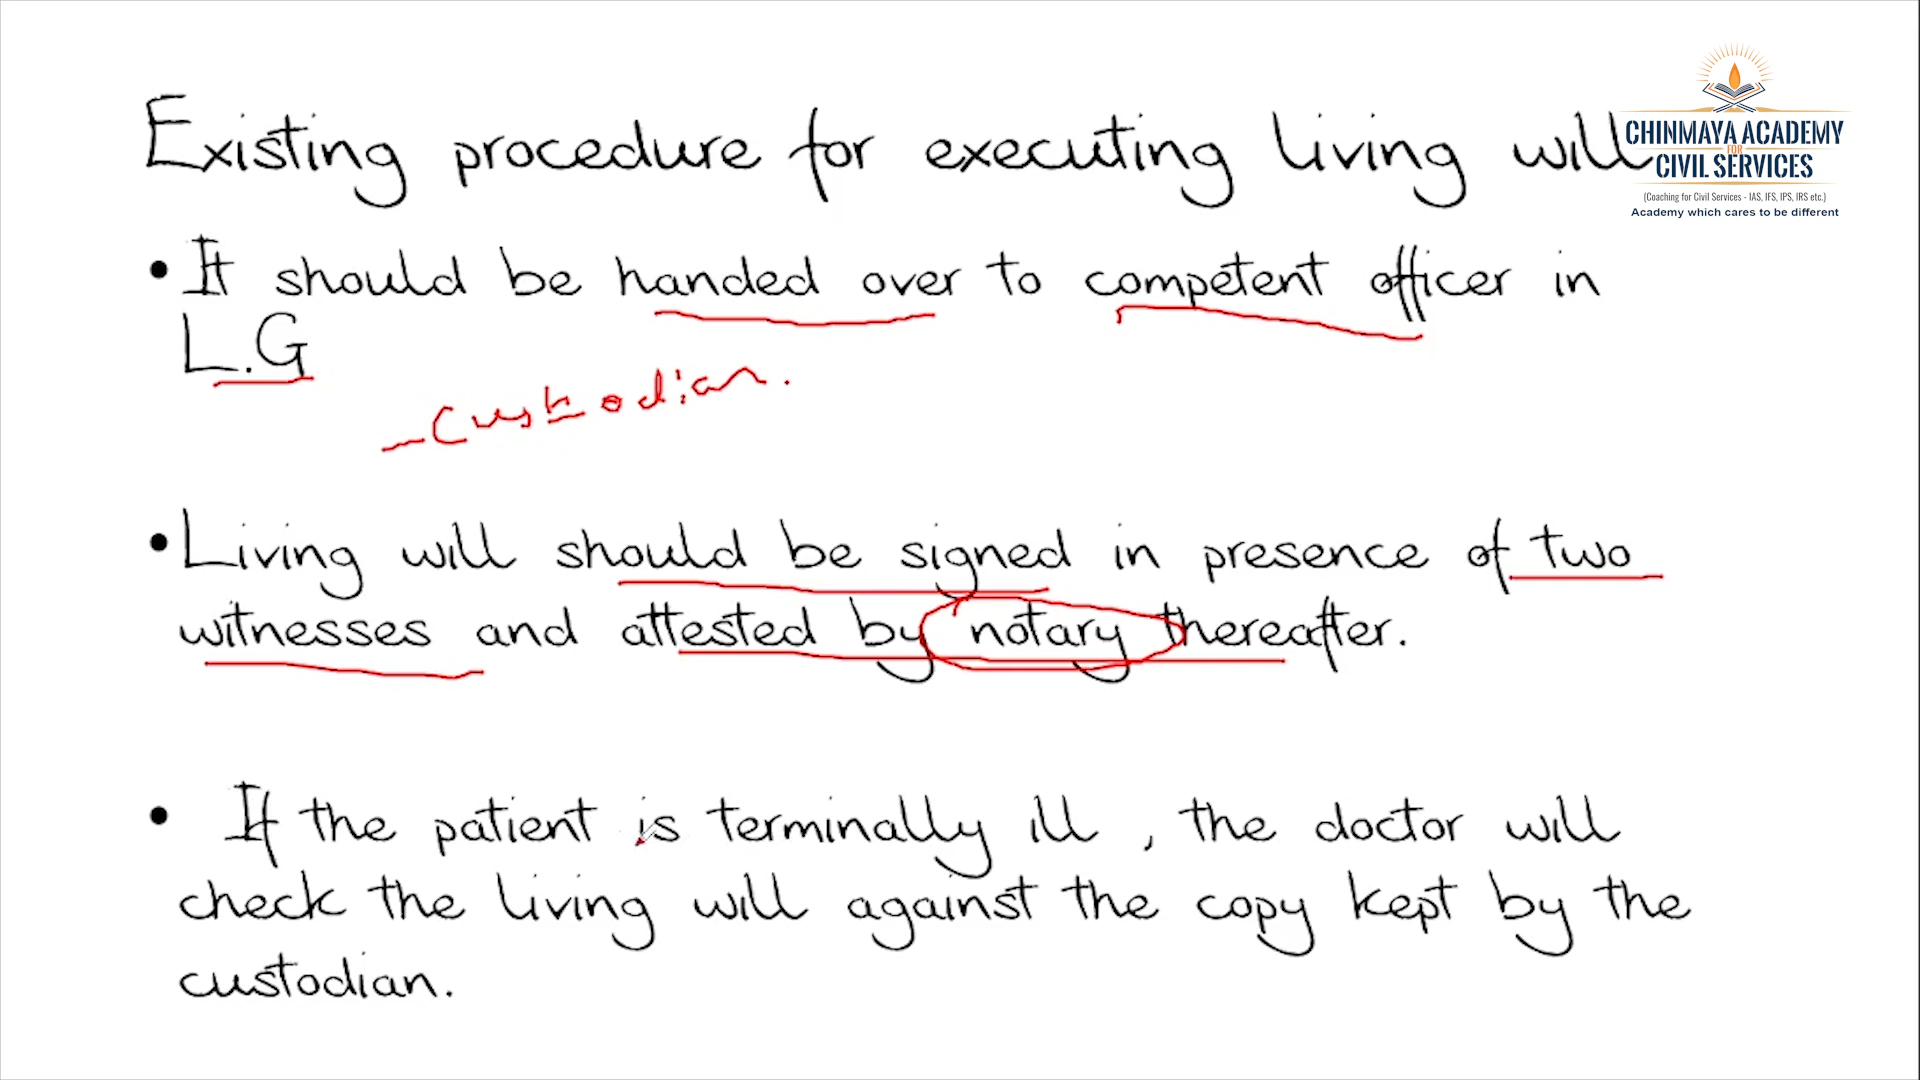 Existing procedure for executing living will
CHINMAYA ACADEMY
FOR
CIVIL SERVICES
(Coaching for Civil Services - IAS, IFS, IPS, IRS etc.)
Academy which cares to be different
• It should be handed over to competent officer in
L.G
- Custodian.
• Living will should be signed in presence of two
witnesses and attested by notary thereafter.
• If the patient is terminally ill, the doctor will
check the living will against the copy kept by the
custodian.